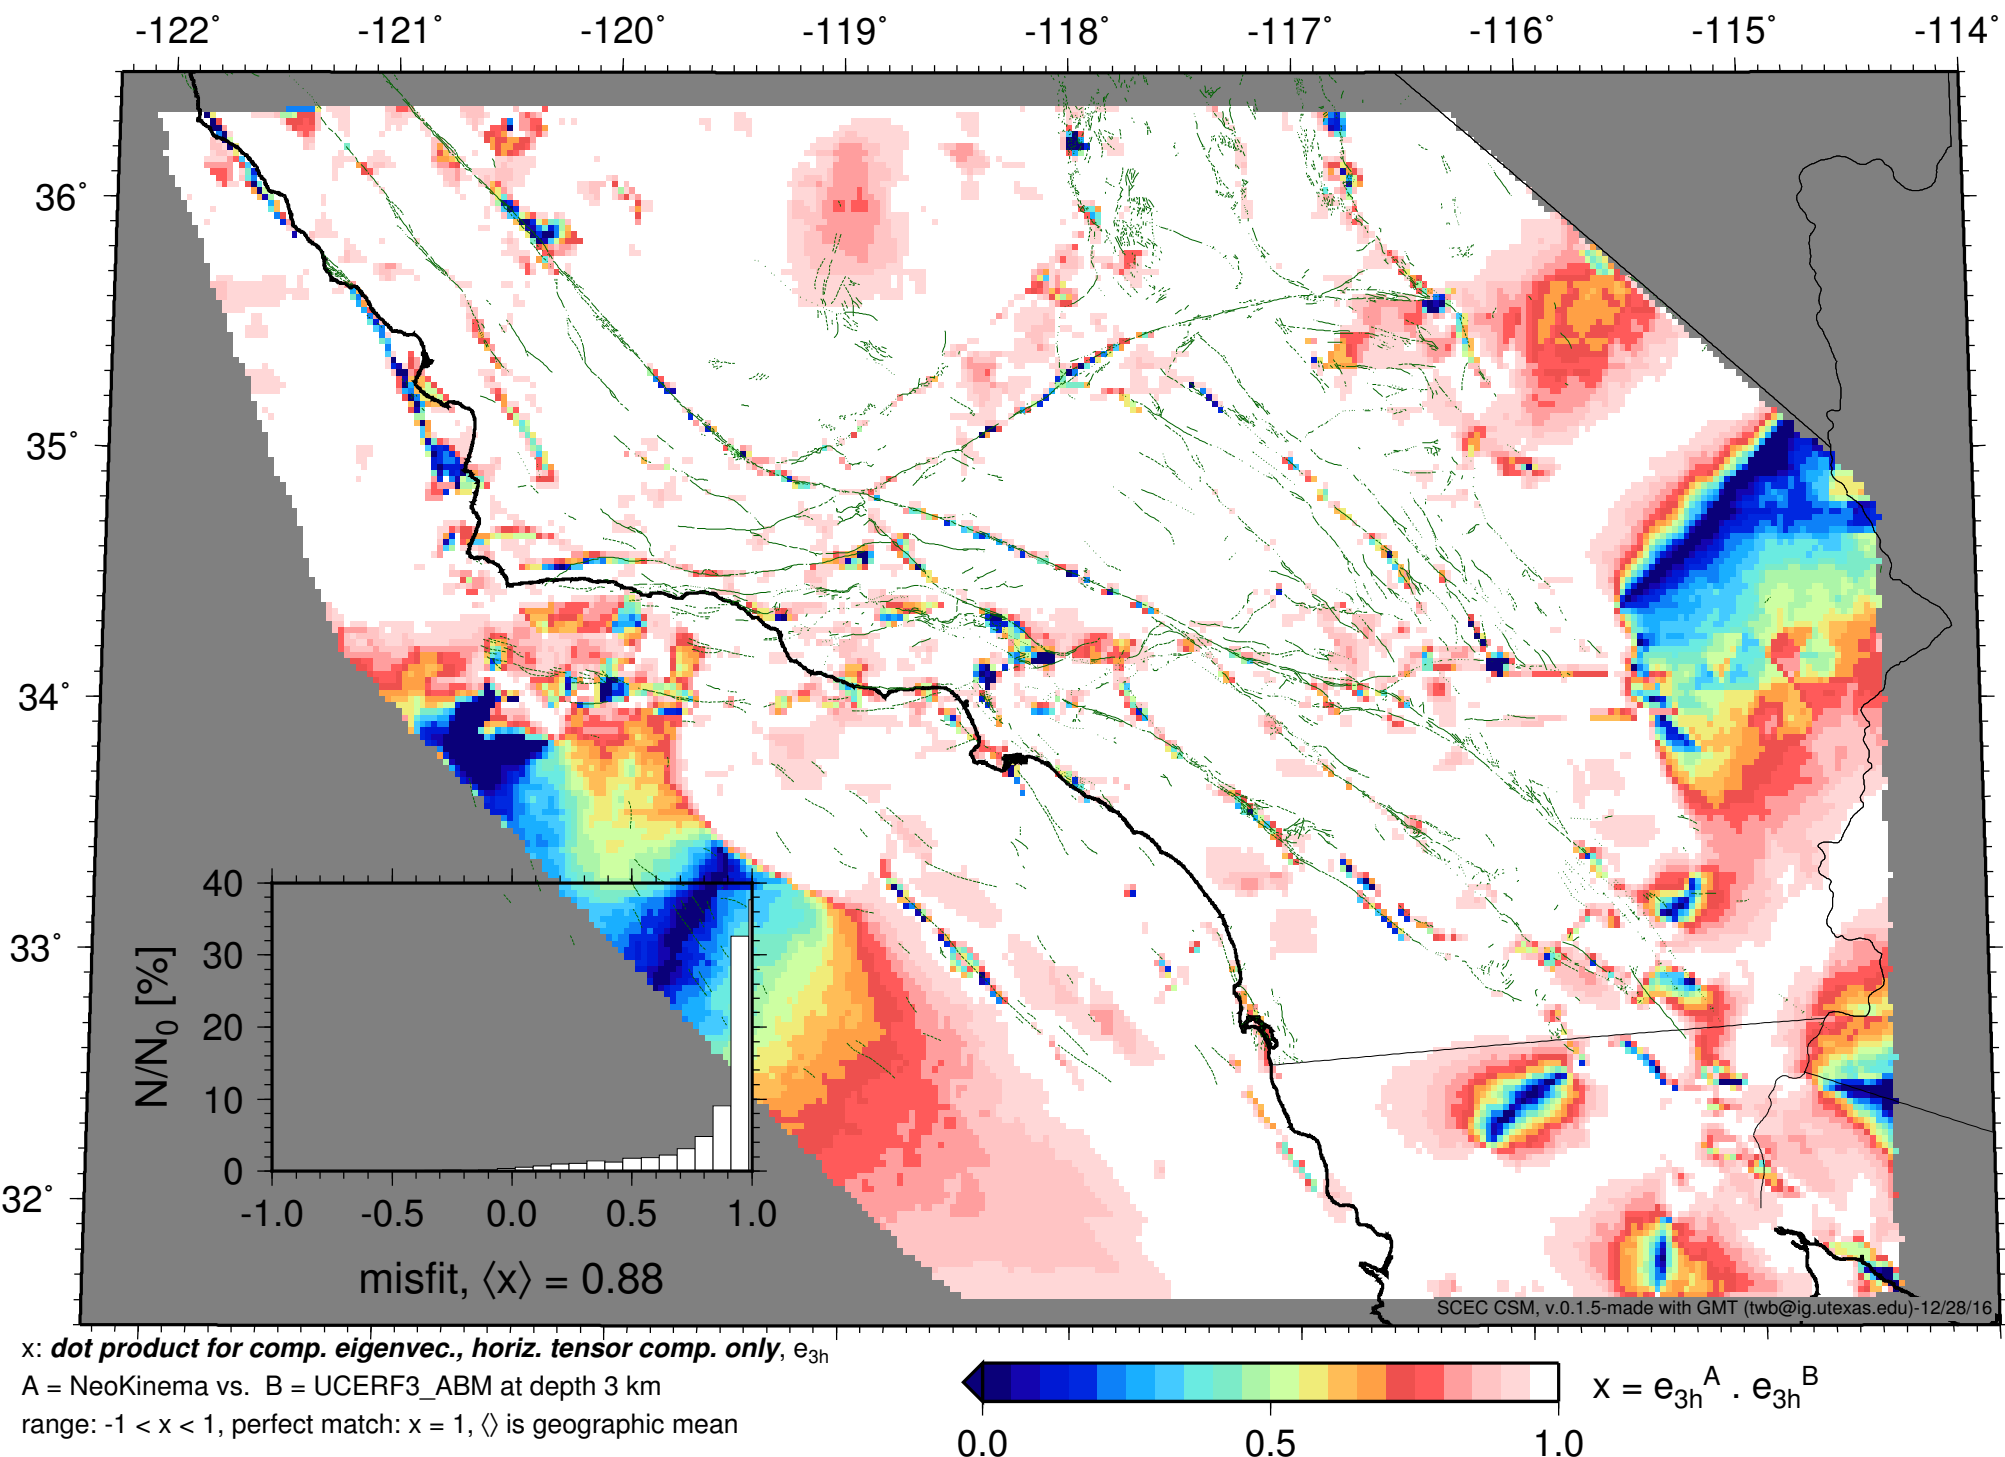 -122° -121° -120° -119° -118° -117° -116° -115° -114°
36°
35°
34°
33°
32°
40
30
20
10
0
N/N0 [%]
-1.0 -0.5 0.0 0.5 1.0
misfit, ⟨x⟩ = 0.88
SCEC CSM, v.0.1.5-made with GMT (twb@ig.utexas.edu)-12/28/16
x: dot product for comp. eigenvec., horiz. tensor comp. only, e3h
A = NeoKinema vs. B = UCERF3_ABM at depth 3 km
range: -1 < x < 1, perfect match: x = 1, ⟨⟩ is geographic mean
x = e3h^A . e3h^B
0.0 0.5 1.0